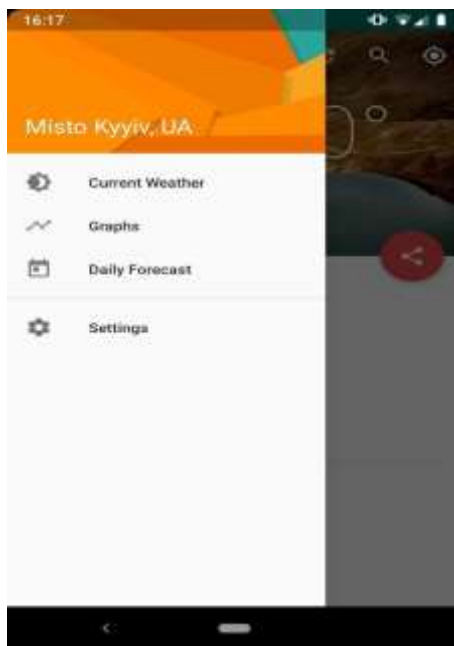 16:17
Misto Kyyiv, UA
Current Weather
Graphs
Daily Forecast
Settings